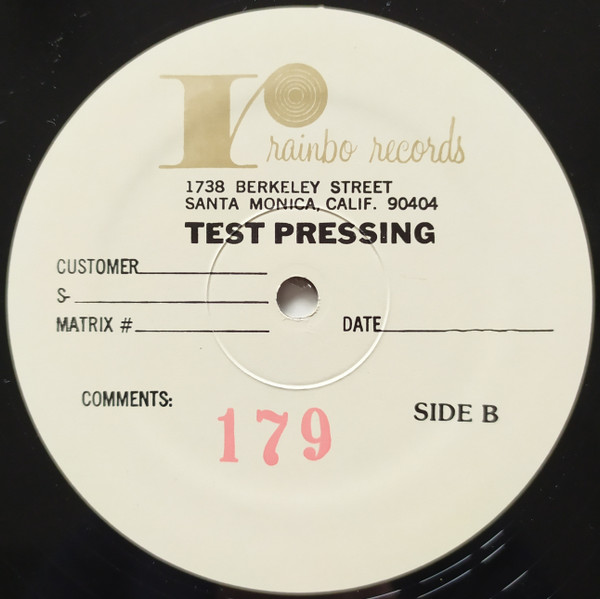 r rainbo records
1738 BERKELEY STREET
SANTA MONICA, CALIF. 90404
TEST PRESSING
CUSTOMER
&
MATRIX #
DATE
COMMENTS:
179
SIDE B